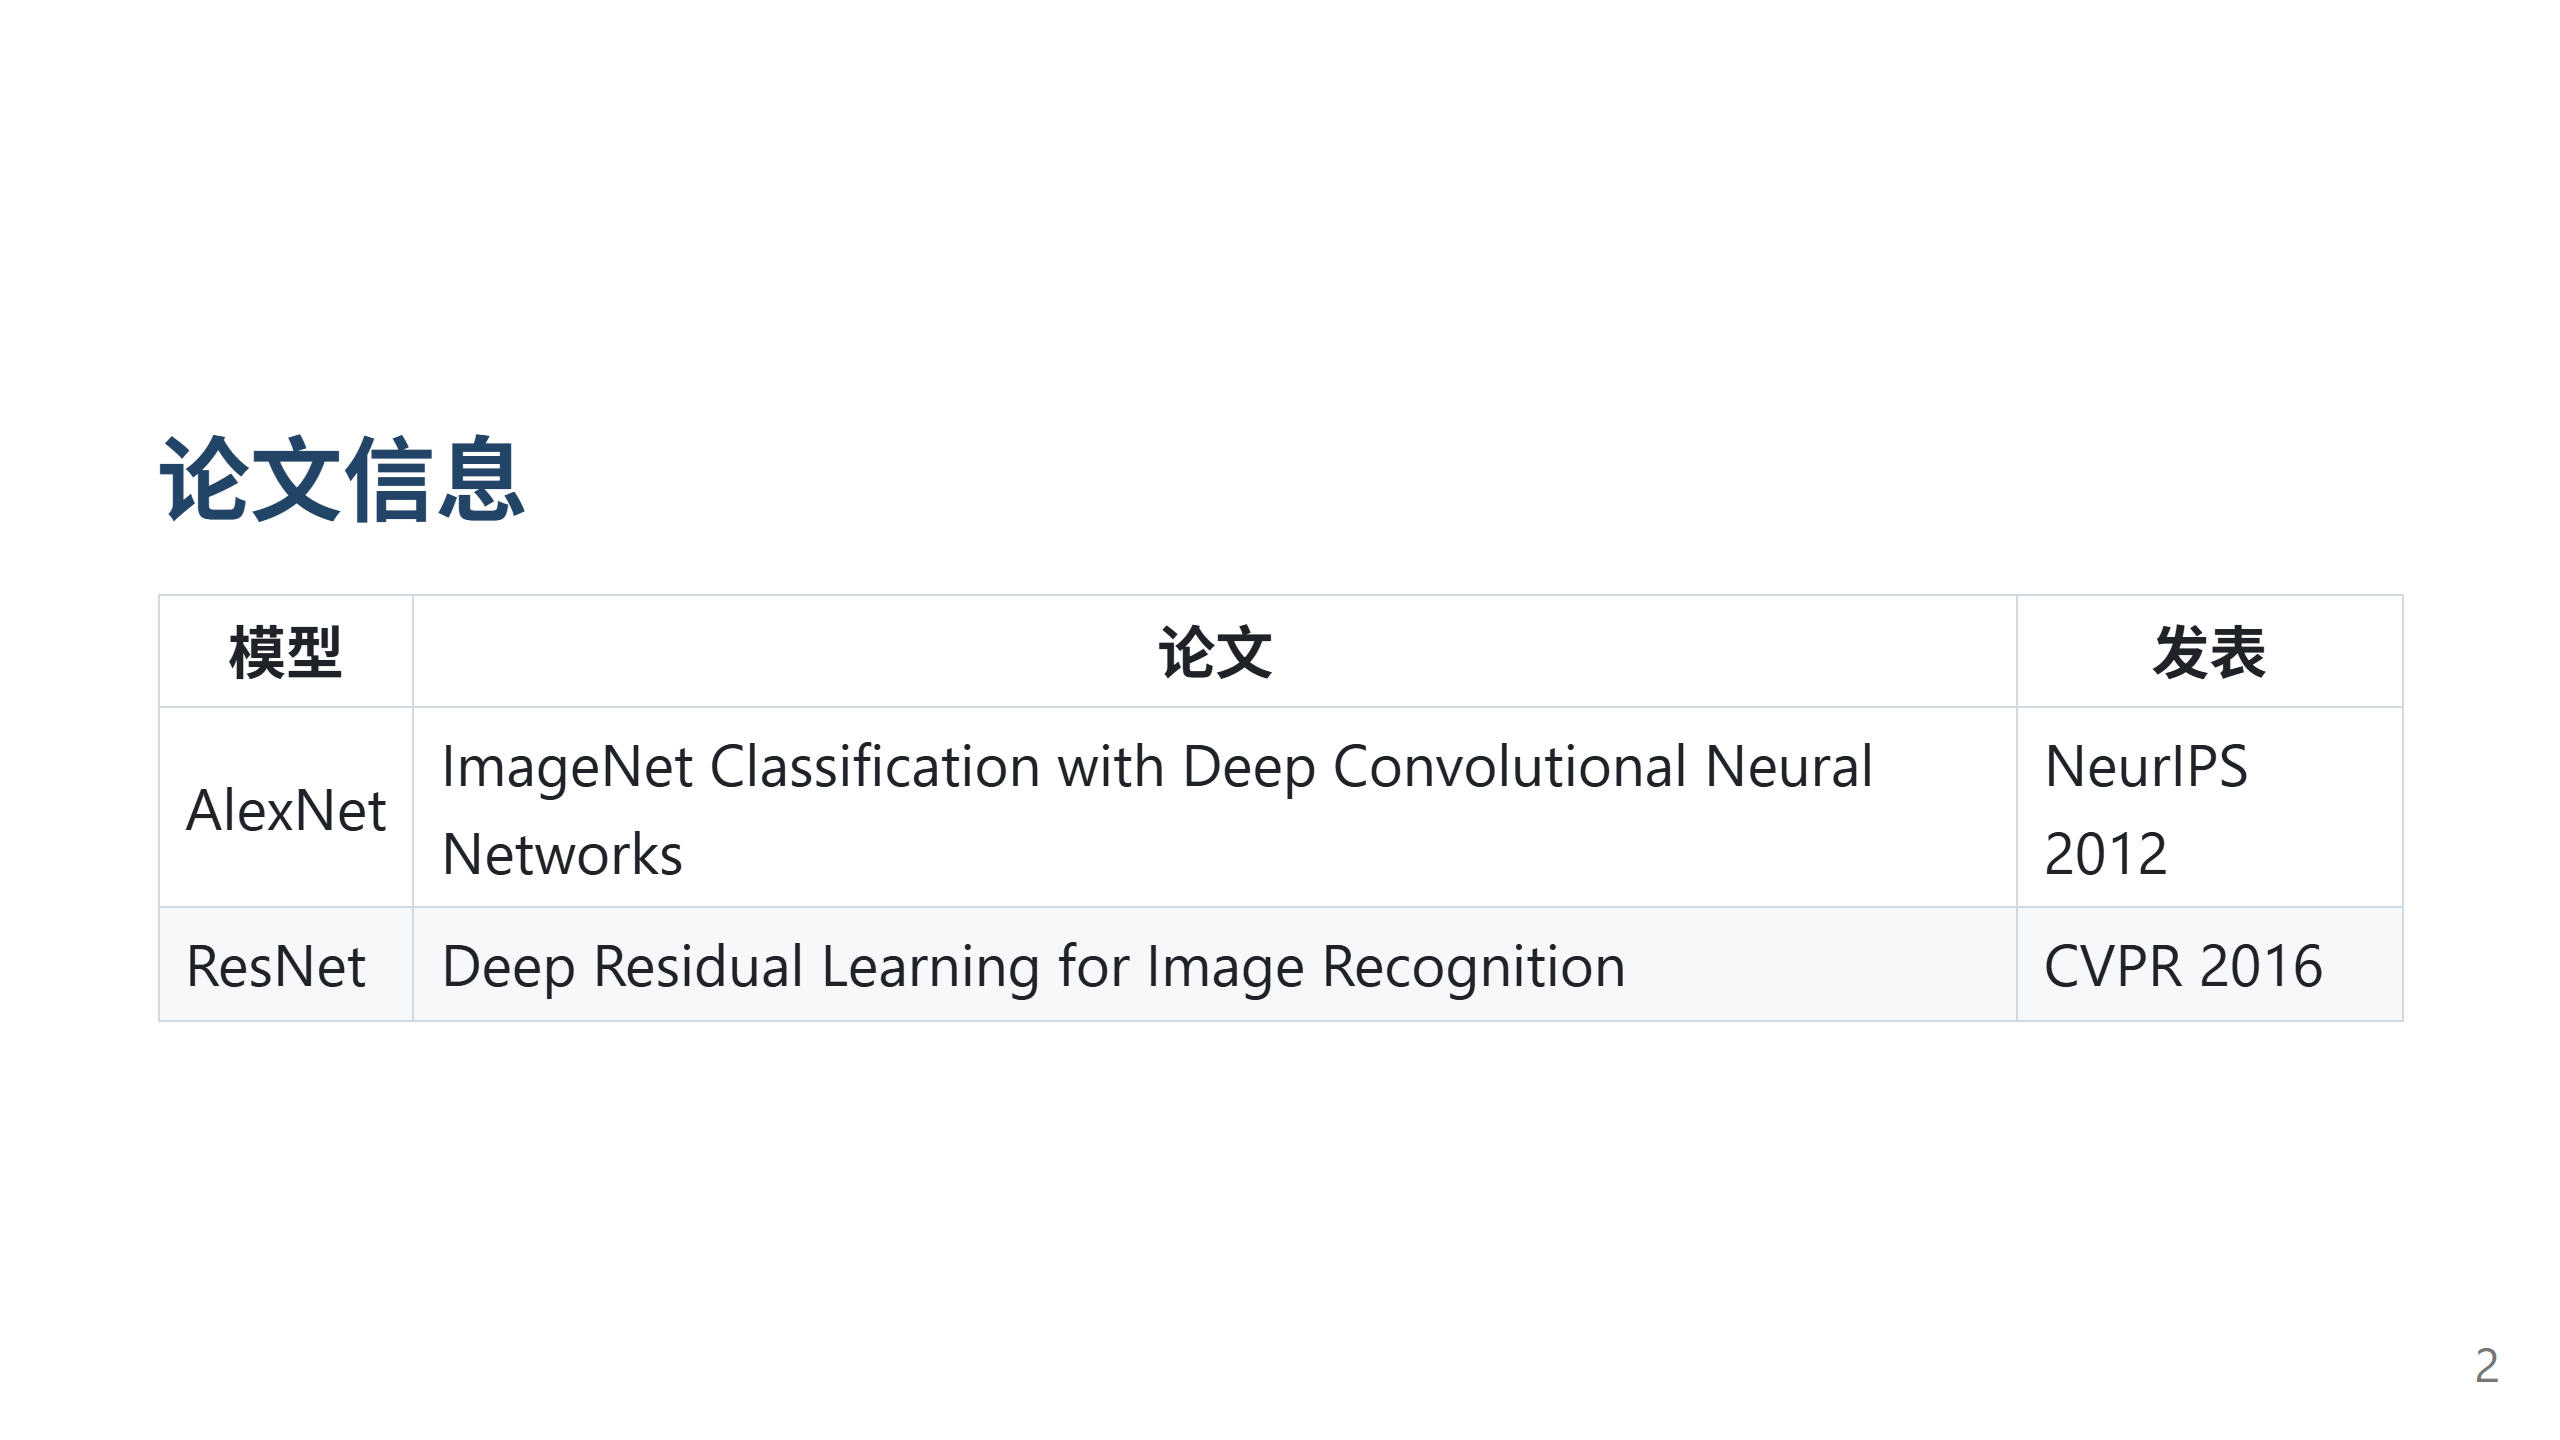 论文信息
模型 论文 发表
AlexNet ImageNet Classification with Deep Convolutional Neural Networks NeurIPS 2012
ResNet Deep Residual Learning for Image Recognition CVPR 2016
2